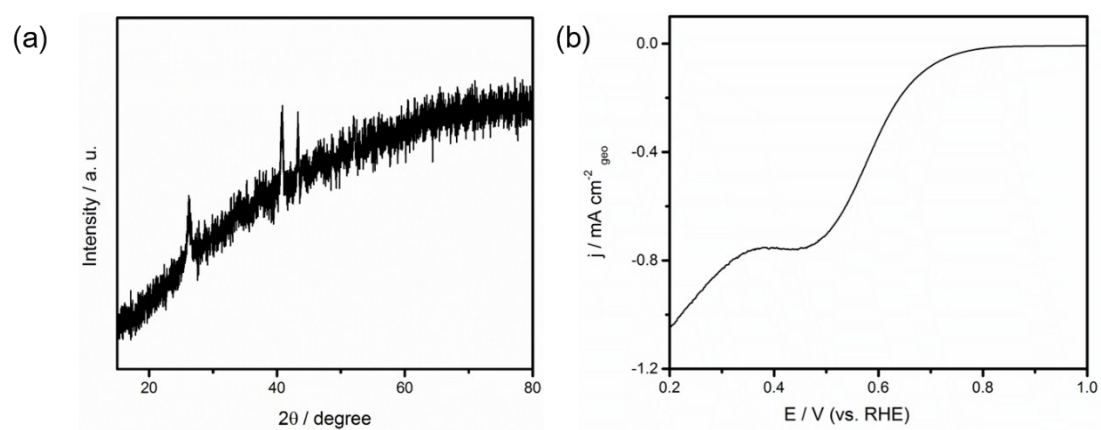 (a)
Intensity / a. u.
20 40 60 80
2θ / degree
(b)
j / mA cm⁻² geo
0.0
-0.4
-0.8
-1.2
0.2 0.4 0.6 0.8 1.0
E / V (vs. RHE)